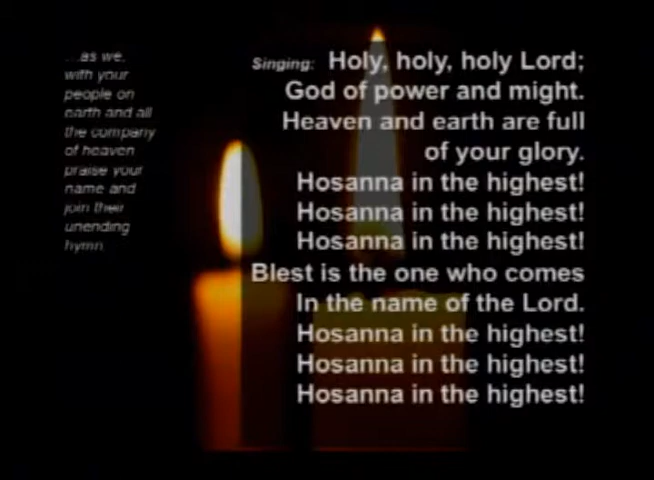 ...as we,
with your
people on
earth and all
the company
of heaven
praise your
name and
join their
unending
hymn.
Singing: Holy, holy, holy Lord;
God of power and might.
Heaven and earth are full
of your glory.
Hosanna in the highest!
Hosanna in the highest!
Hosanna in the highest!
Blest is the one who comes
In the name of the Lord.
Hosanna in the highest!
Hosanna in the highest!
Hosanna in the highest!